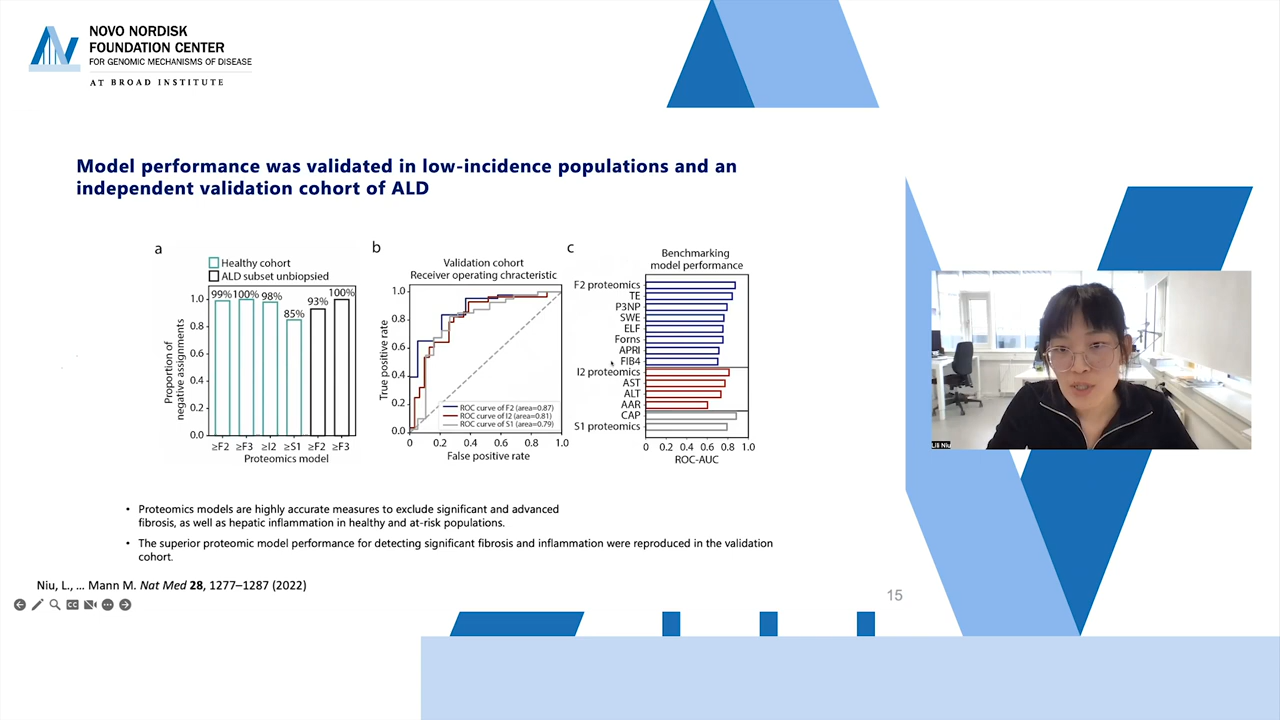 NOVO NORDISK
FOUNDATION CENTER
FOR GENOMIC MECHANISMS OF DISEASE
AT BROAD INSTITUTE
Model performance was validated in low-incidence populations and an
independent validation cohort of ALD
a
Healthy cohort
ALD subset unbiopsied
99% 100% 98% 85% 93% 100%
1.0
0.8
0.6
0.4
0.2
0.0
Proportion of
negative assignments
≥F2 ≥F3 ≥I2 ≥S1 ≥F2 ≥F3
Proteomics model
b
Validation cohort
Receiver operating chracteristic
1.0
0.8
0.6
0.4
0.2
0.0
True positive rate
ROC curve of F2 (area=0.87)
ROC curve of I2 (area=0.81)
ROC curve of S1 (area=0.79)
0 0.2 0.4 0.6 0.8 1.0
False positive rate
c
Benchmarking
model performance
F2 proteomics
TE
P3NP
SWE
ELF
Forns
APRI
FIB4
I2 proteomics
AST
ALT
AAR
CAP
S1 proteomics
0 0.2 0.4 0.6 0.8 1.0
ROC-AUC
• Proteomics models are highly accurate measures to exclude significant and advanced
fibrosis, as well as hepatic inflammation in healthy and at-risk populations.
• The superior proteomic model performance for detecting significant fibrosis and inflammation were reproduced in the validation
cohort.
Niu, L., … Mann M. Nat Med 28, 1277–1287 (2022)
15
CC
Lili Niu